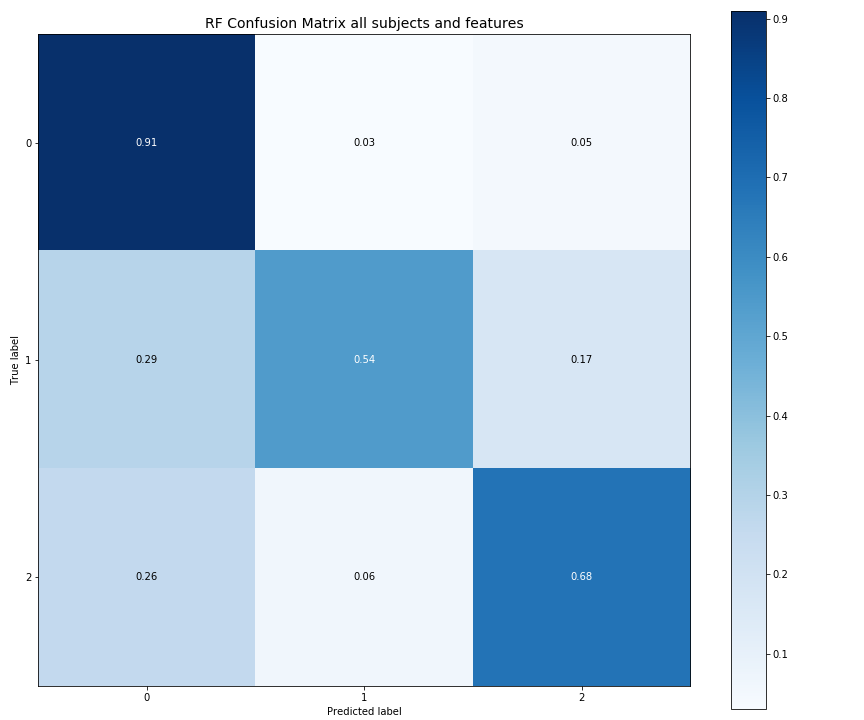 RF Confusion Matrix all subjects and features
0.9
0.91 0.03 0.05
0
0.8
0.7
0.6
0.29 0.54 0.17
1
True label
0.5
0.4
0.3
0.26 0.06 0.68
2
0.2
0.1
0 1 2
Predicted label